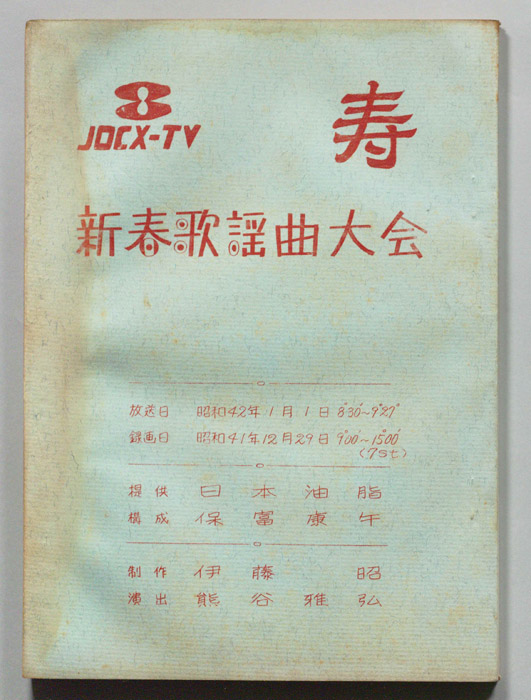 8
JOCX-TV
寿
新春歌謡曲大会
放送日 昭和42年1月1日 8°30′~9°27′
録画日 昭和41年12月29日 9°00′~15°00′
(7st)
提供 日本油脂
構成 保富康午
制作 伊藤 昭
演出 熊谷雅弘